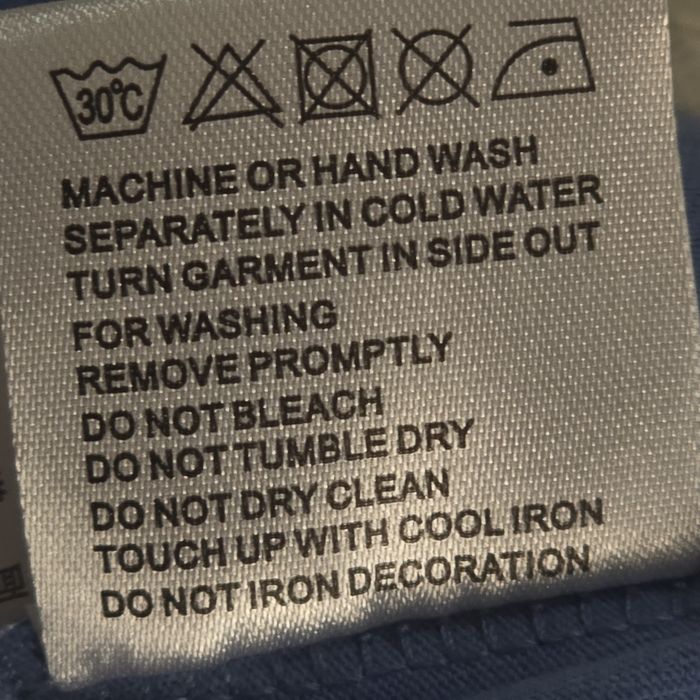 30°C
MACHINE OR HAND WASH
SEPARATELY IN COLD WATER
TURN GARMENT IN SIDE OUT
FOR WASHING
REMOVE PROMPTLY
DO NOT BLEACH
DO NOT TUMBLE DRY
DO NOT DRY CLEAN
TOUCH UP WITH COOL IRON
DO NOT IRON DECORATION